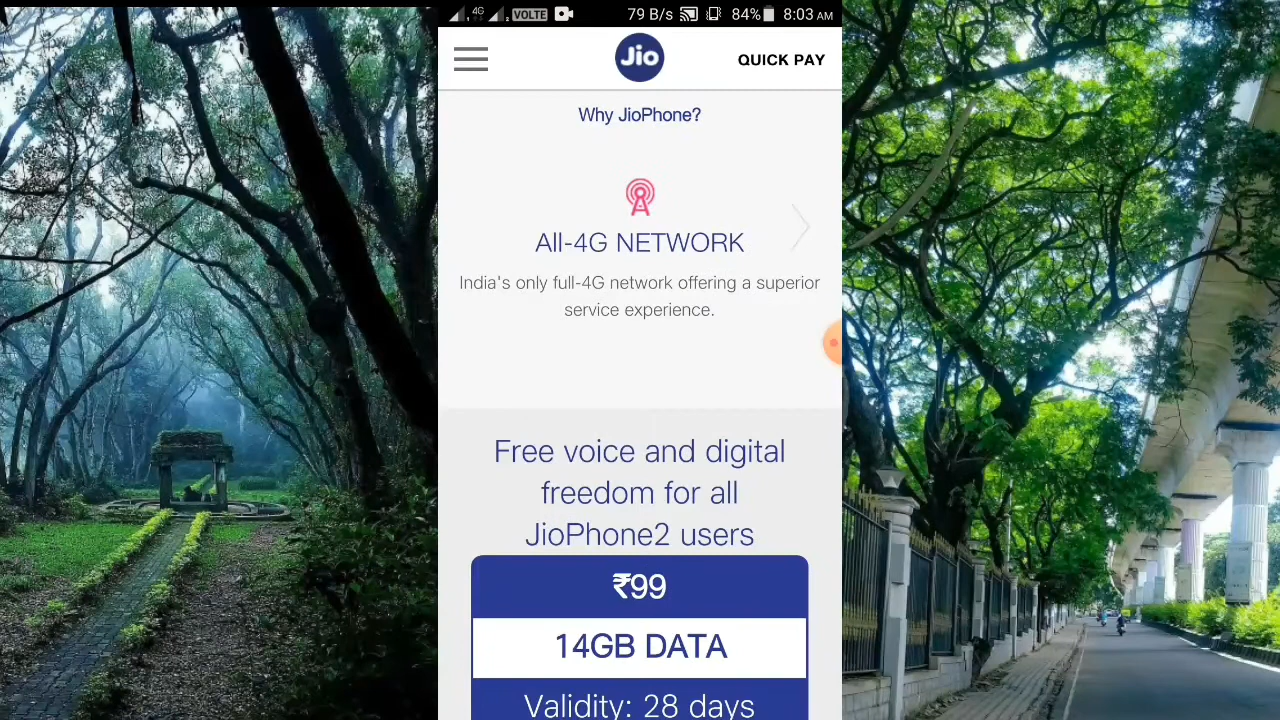 4G VOLTE 79 B/s 84% 8:03 AM
Jio QUICK PAY
Why JioPhone?
All-4G NETWORK
India's only full-4G network offering a superior
service experience.
Free voice and digital
freedom for all
JioPhone2 users
₹99
14GB DATA
Validity: 28 days